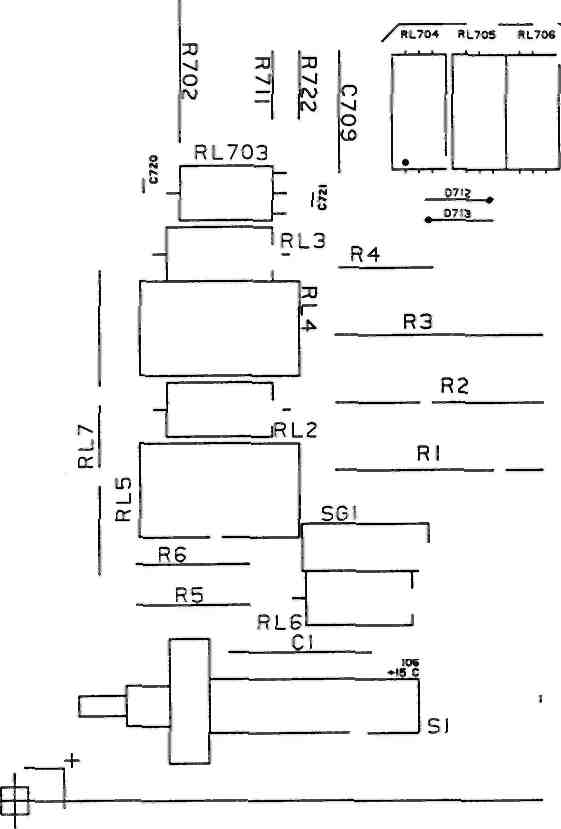 RL704 RL705 RL706
R702
R711
R722
C709
RL703
C720
C721
D712
D713
RL3
R4
RL4
R3
R2
RL2
R1
RL7
RL5
SG1
R6
R5
RL6
C1
106
+15 C
S1
+